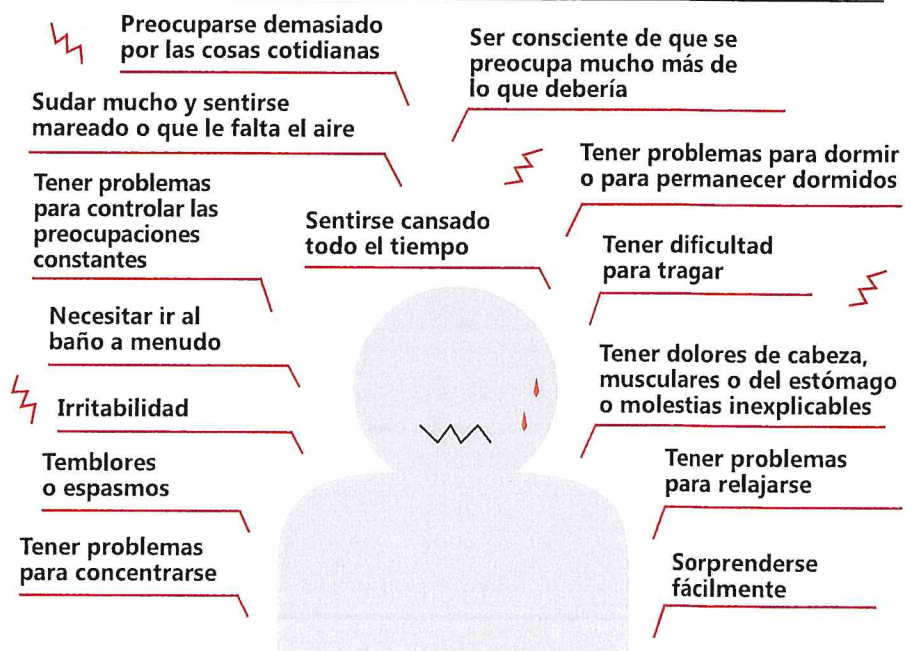 Preocuparse demasiado
por las cosas cotidianas
Ser consciente de que se
preocupa mucho más de
lo que debería
Sudar mucho y sentirse
mareado o que le falta el aire
Tener problemas para dormir
o para permanecer dormidos
Tener problemas
para controlar las
preocupaciones
constantes
Sentirse cansado
todo el tiempo
Tener dificultad
para tragar
Necesitar ir al
baño a menudo
Tener dolores de cabeza,
musculares o del estómago
o molestias inexplicables
Irritabilidad
Temblores
o espasmos
Tener problemas
para relajarse
Tener problemas
para concentrarse
Sorprenderse
fácilmente